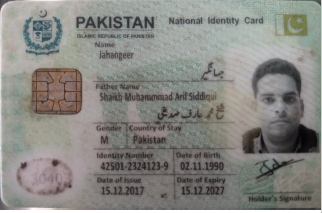 PAKISTAN National Identity Card
ISLAMIC REPUBLIC OF PAKISTAN
Name
Jahangeer
جہانگیر
Father Name
Shaikh Muhammad Arif Siddiqui
شیخ محمد عارف صدیقی
Gender Country of Stay
M Pakistan
Identity Number Date of Birth
42501-2324123-9 02.11.1990
Date of Issue Date of Expiry
15.12.2017 15.12.2027
Holder's Signature